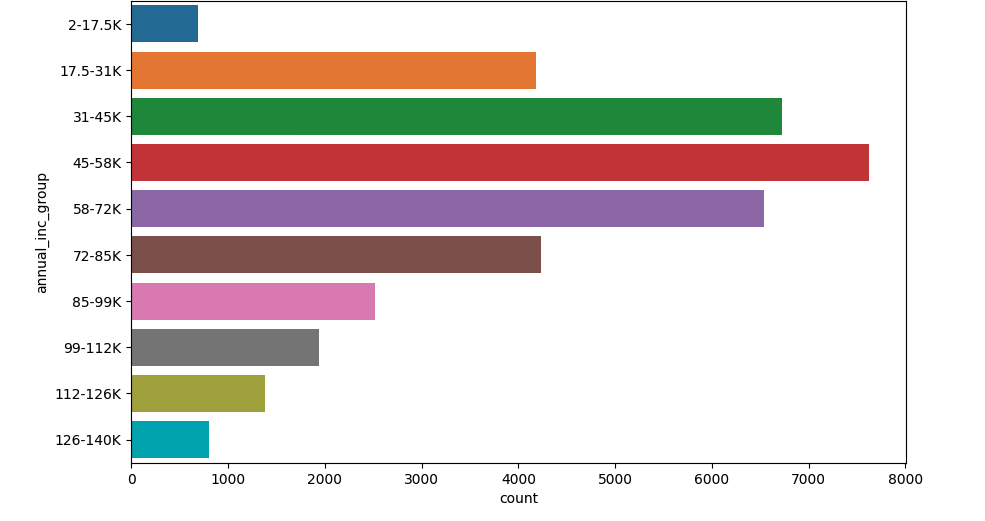 2-17.5K
17.5-31K
31-45K
45-58K
58-72K
72-85K
85-99K
99-112K
112-126K
126-140K
annual_inc_group
0 1000 2000 3000 4000 5000 6000 7000 8000
count